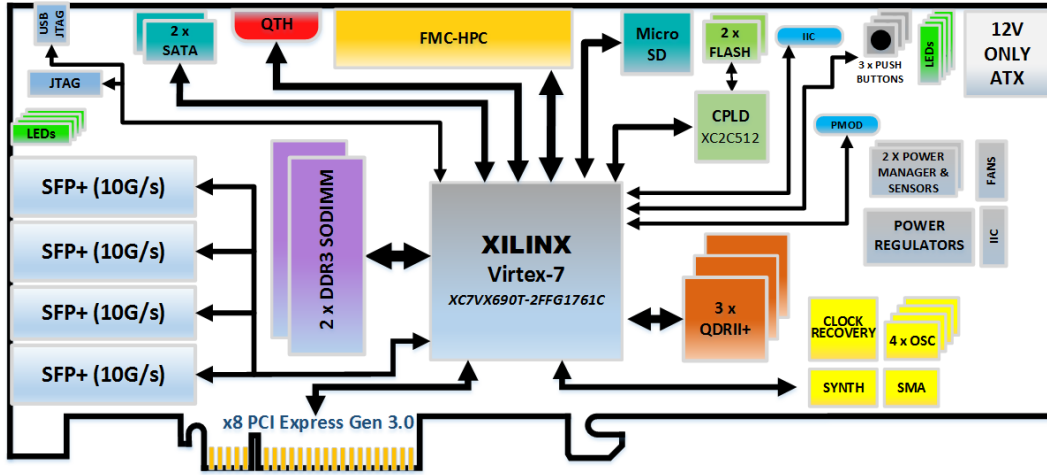 USB
JTAG
2 x
SATA
QTH
FMC-HPC
Micro
SD
2 x
FLASH
IIC
3 x PUSH
BUTTONS
LEDs
12V
ONLY
ATX
JTAG
LEDs
CPLD
XC2C512
PMOD
SFP+ (10G/s)
SFP+ (10G/s)
SFP+ (10G/s)
SFP+ (10G/s)
2 x DDR3 SODIMM
XILINX
Virtex-7
XC7VX690T-2FFG1761C
2 X POWER
MANAGER &
SENSORS
FANS
POWER
REGULATORS
IIC
3 x
QDRII+
CLOCK
RECOVERY
4 x OSC
SYNTH
SMA
x8 PCI Express Gen 3.0